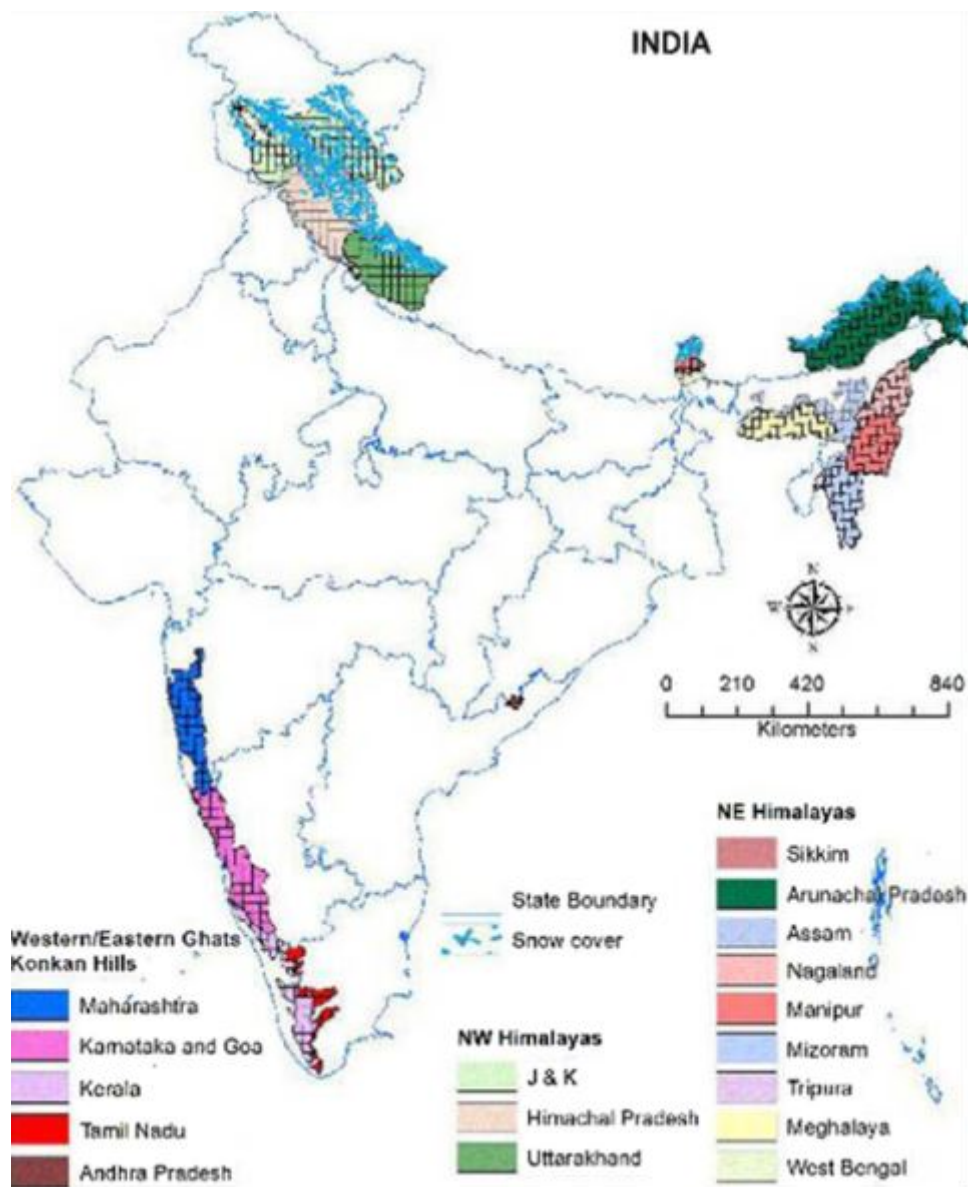 INDIA
N
W
S
0 210 420 840
Kilometers
State Boundary
Snow cover
Western/Eastern Ghats
Konkan Hills
Maharashtra
Karnataka and Goa
Kerala
Tamil Nadu
Andhra Pradesh
NW Himalayas
J & K
Himachal Pradesh
Uttarakhand
NE Himalayas
Sikkim
Arunachal Pradesh
Assam
Nagaland
Manipur
Mizoram
Tripura
Meghalaya
West Bengal